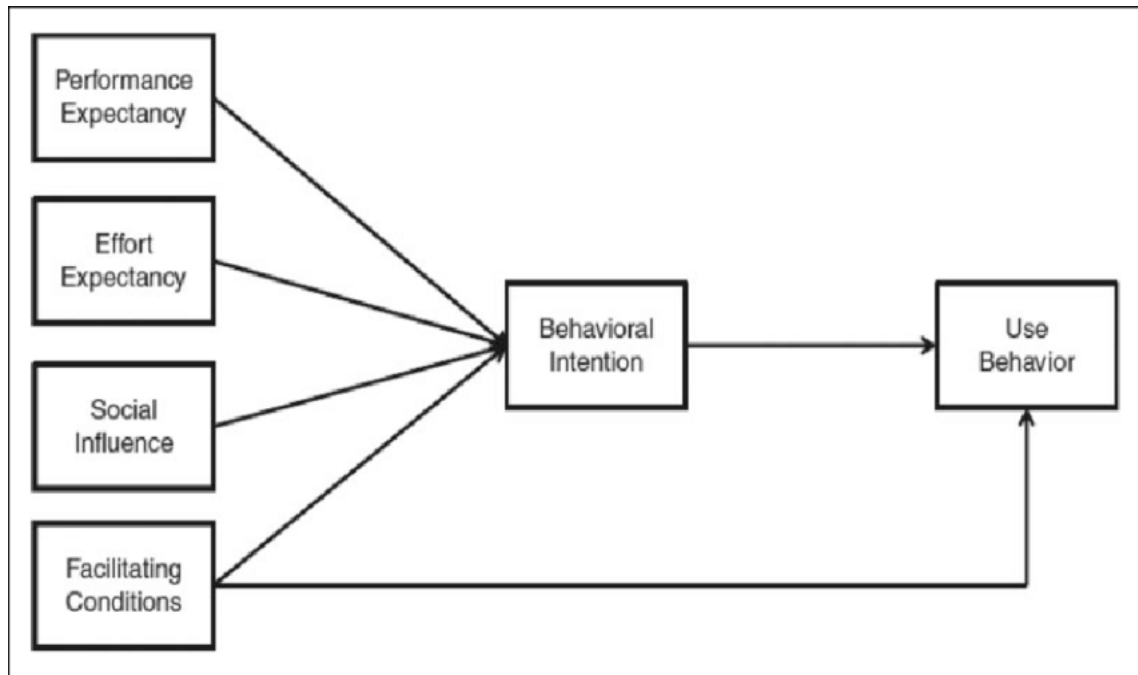 Performance
Expectancy
Effort
Expectancy
Social
Influence
Facilitating
Conditions
Behavioral
Intention
Use
Behavior